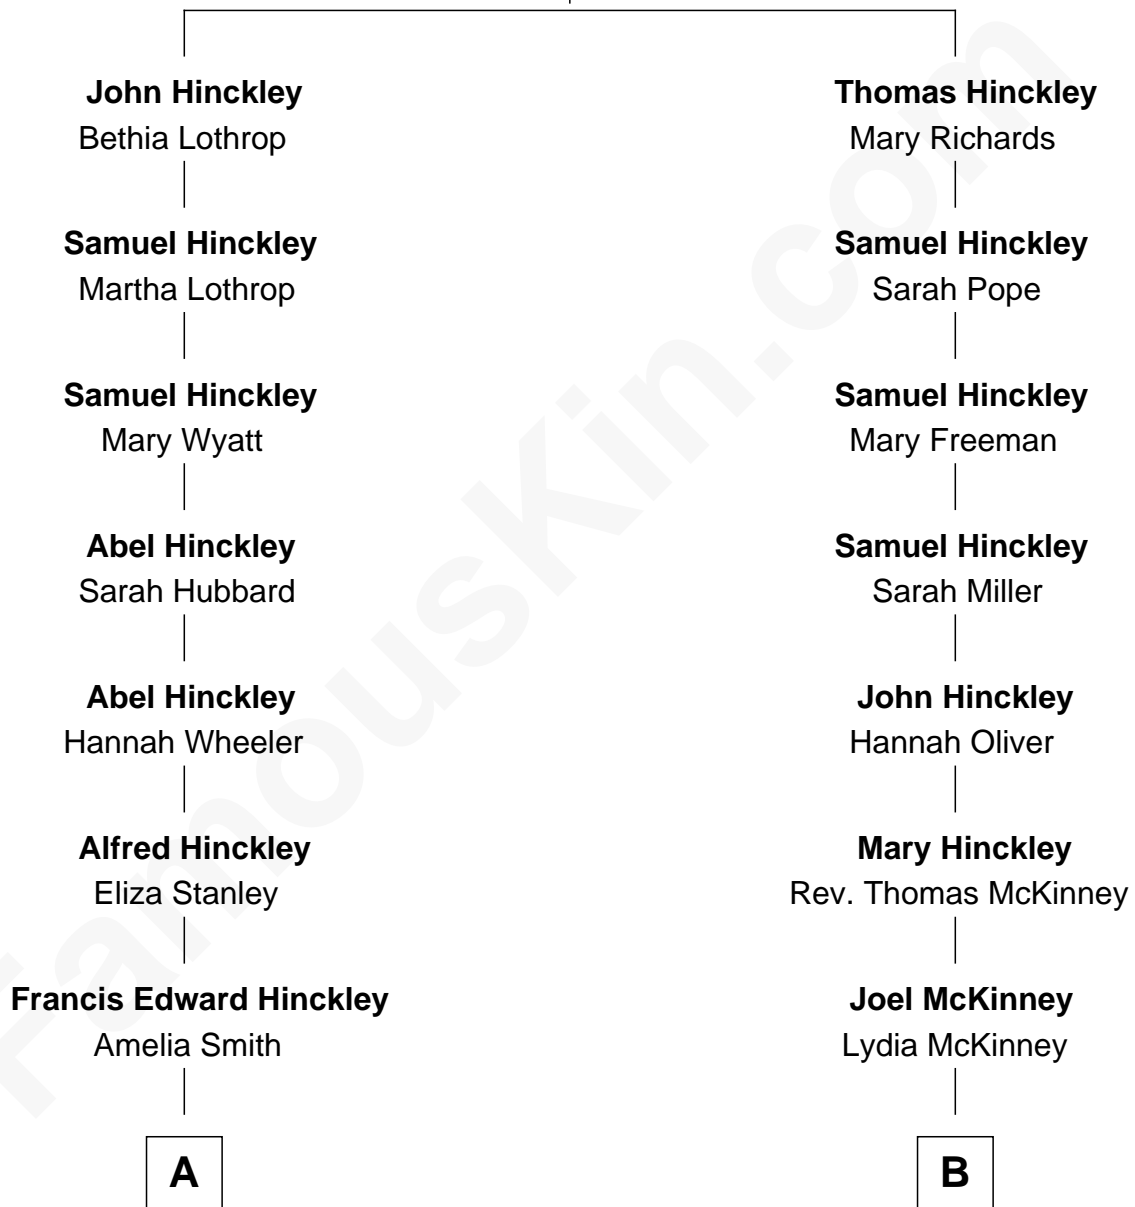 John Hinckley
Bethia Lothrop
Samuel Hinckley
Martha Lothrop
Samuel Hinckley
Mary Wyatt
Abel Hinckley
Sarah Hubbard
Abel Hinckley
Hannah Wheeler
Alfred Hinckley
Eliza Stanley
Francis Edward Hinckley
Amelia Smith
A
Thomas Hinckley
Mary Richards
Samuel Hinckley
Sarah Pope
Samuel Hinckley
Mary Freeman
Samuel Hinckley
Sarah Miller
John Hinckley
Hannah Oliver
Mary Hinckley
Rev. Thomas McKinney
Joel McKinney
Lydia McKinney
B
FamousKin.com